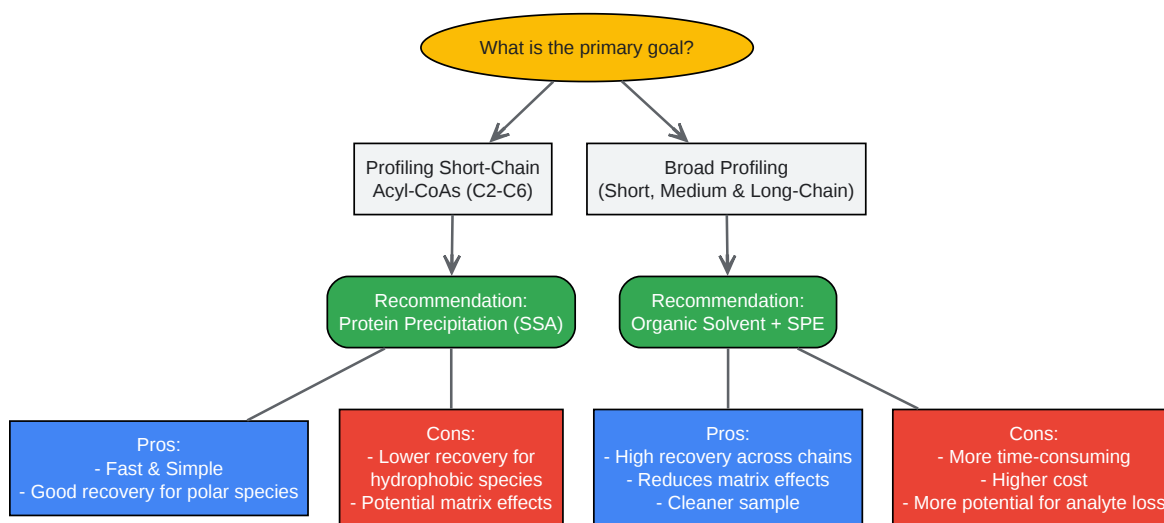 What is the primary goal?
Profiling Short-Chain
Acyl-CoAs (C2-C6)
Broad Profiling
(Short, Medium & Long-Chain)
Recommendation:
Protein Precipitation (SSA)
Recommendation:
Organic Solvent + SPE
Pros:
- Fast & Simple
- Good recovery for polar species
Cons:
- Lower recovery for
hydrophobic species
- Potential matrix effects
Pros:
- High recovery across chains
- Reduces matrix effects
- Cleaner sample
Cons:
- More time-consuming
- Higher cost
- More potential for analyte loss